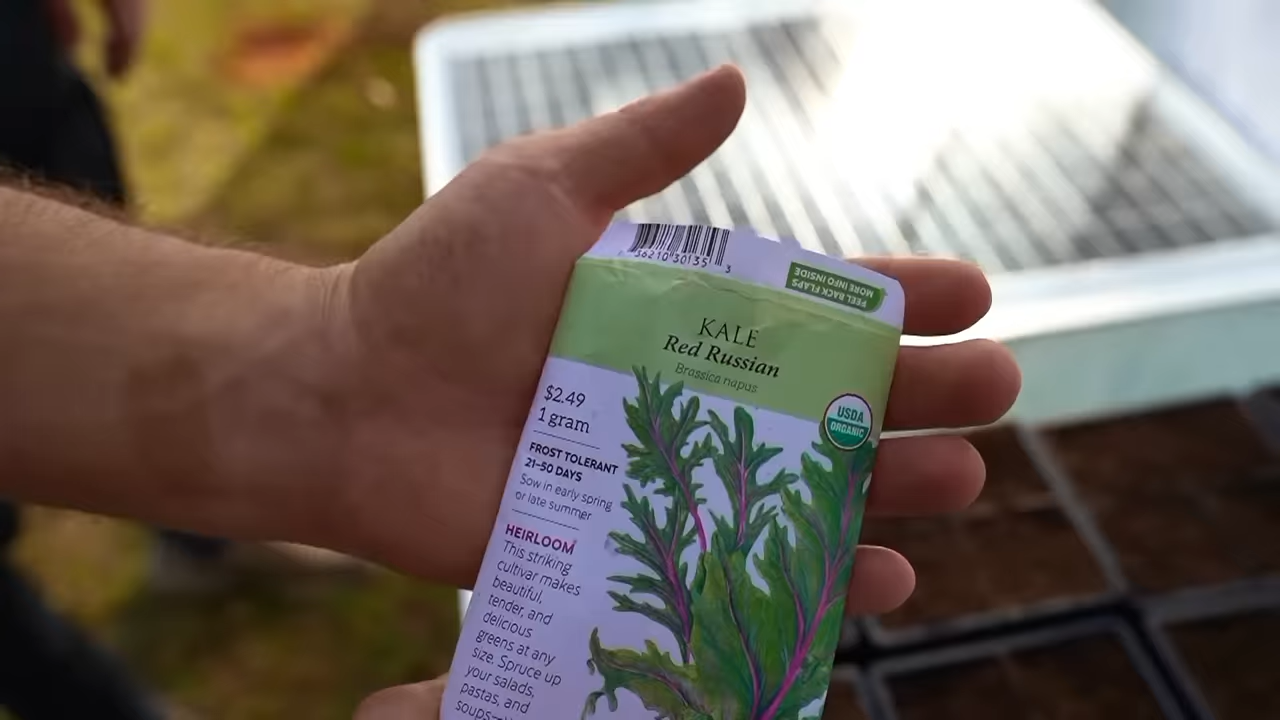 36210 30135 3
PEEL BACK FLAPS
MORE INFO INSIDE
KALE
Red Russian
Brassica napus
USDA
ORGANIC
$2.49
1 gram
FROST TOLERANT
21-50 DAYS
Sow in early spring
or late summer
HEIRLOOM
This striking
cultivar makes
beautiful,
tender, and
delicious
greens at any
size. Spruce up
your salads,
pastas, and